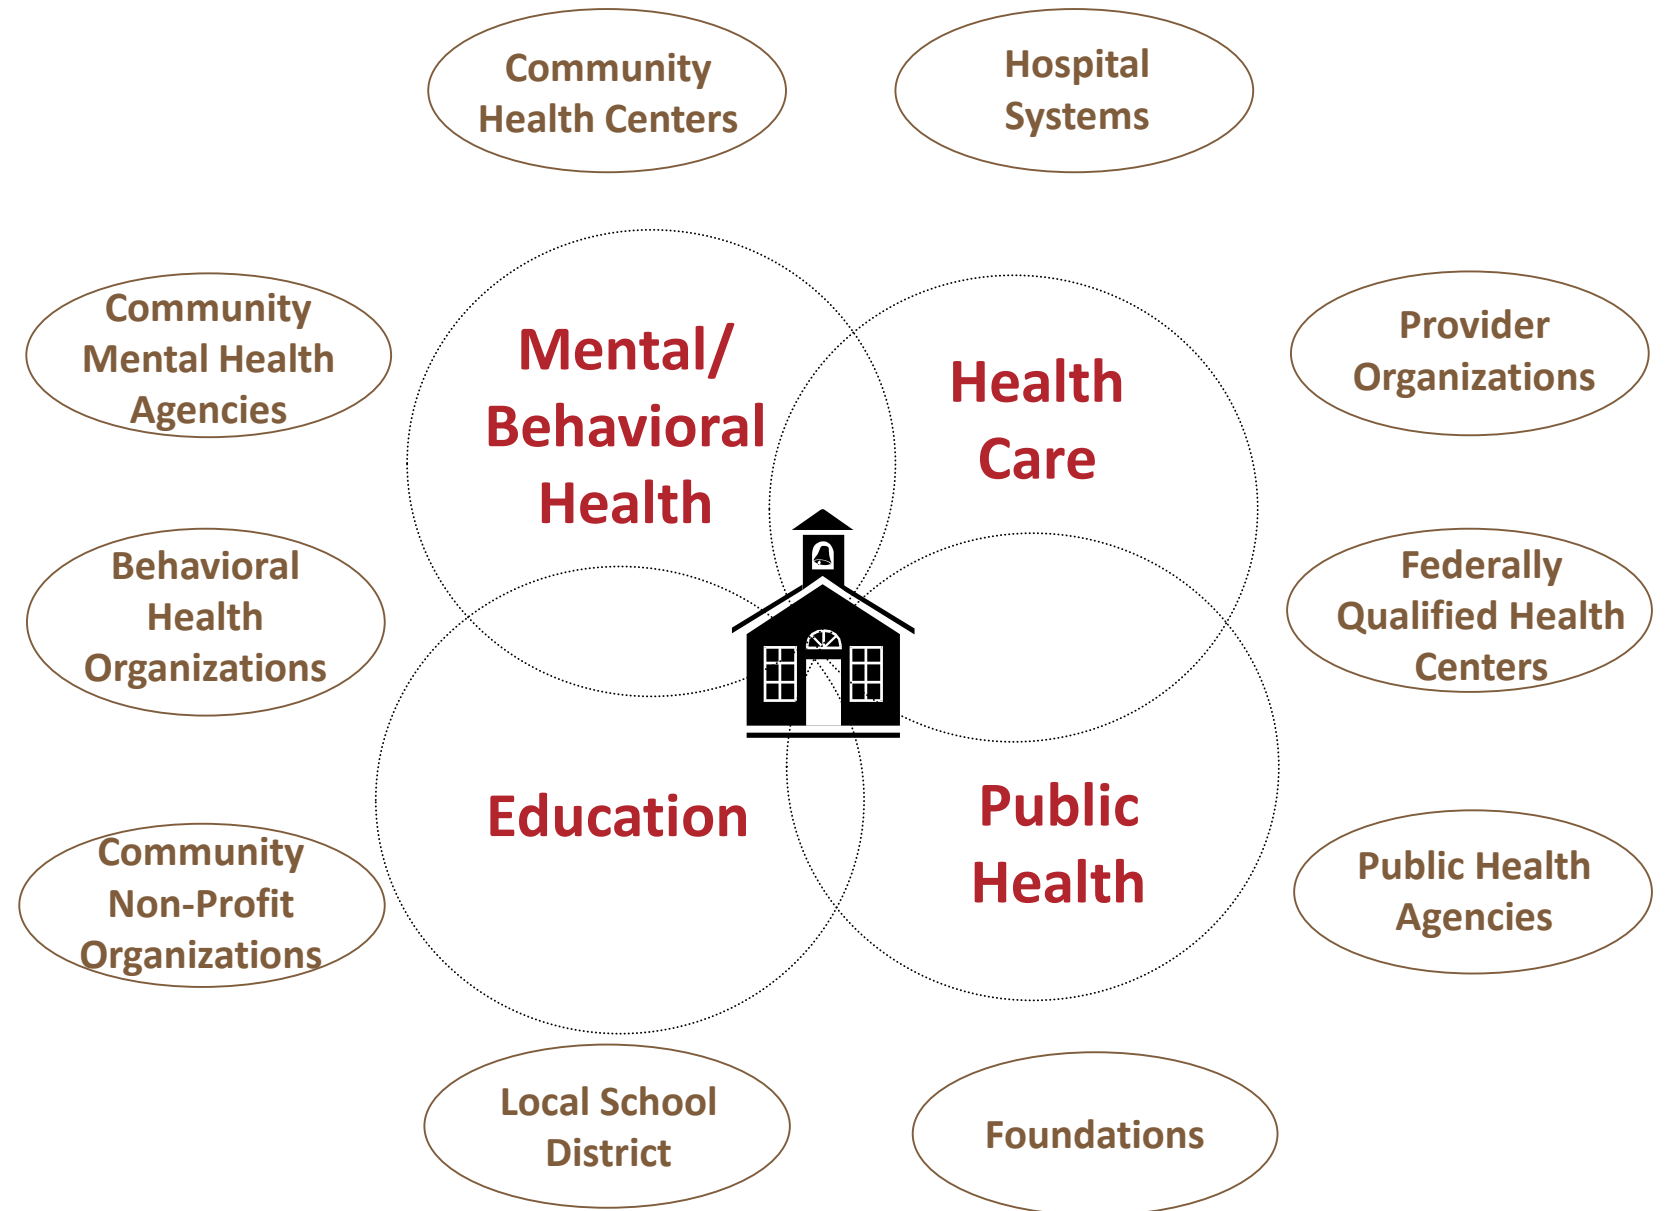 Community
Health Centers
Hospital
Systems
Community
Mental Health
Agencies
Mental/
Behavioral
Health
Health
Care
Provider
Organizations
Behavioral
Health
Organizations
Federally
Qualified Health
Centers
Community
Non-Profit
Organizations
Education
Public
Health
Public Health
Agencies
Local School
District
Foundations